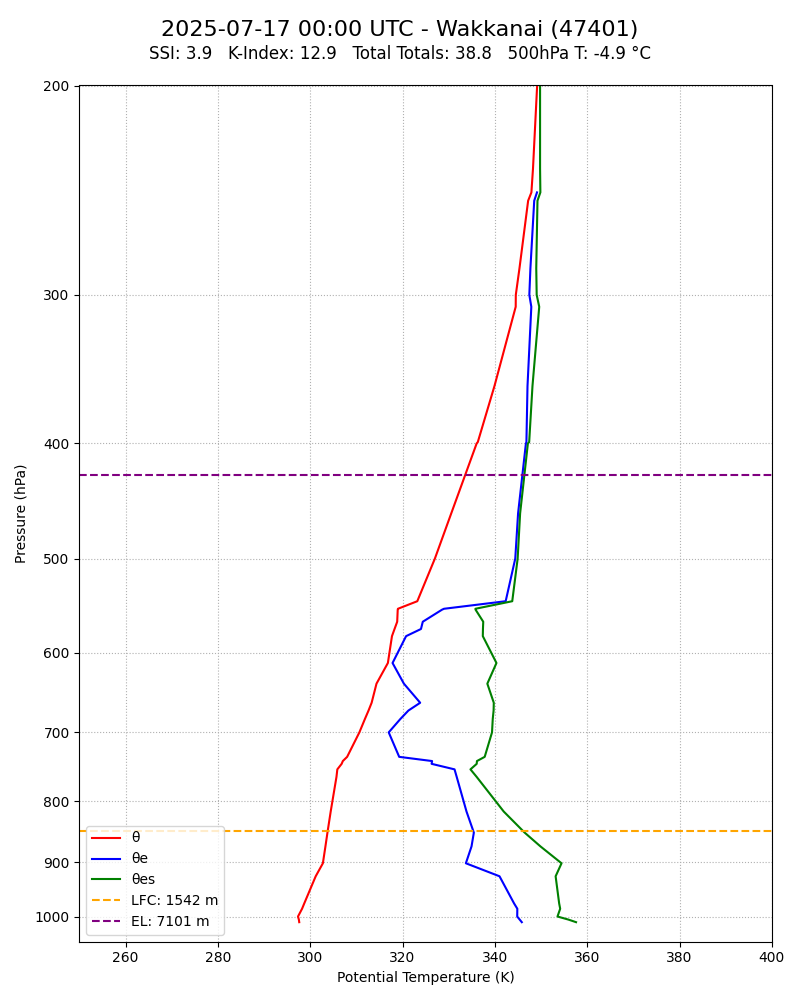 2025-07-17 00:00 UTC - Wakkanai (47401)
SSI: 3.9 K-Index: 12.9 Total Totals: 38.8 500hPa T: -4.9 °C
200
300
400
500
600
700
800
900
1000
Pressure (hPa)
θ
θe
θes
LFC: 1542 m
EL: 7101 m
260 280 300 320 340 360 380 400
Potential Temperature (K)